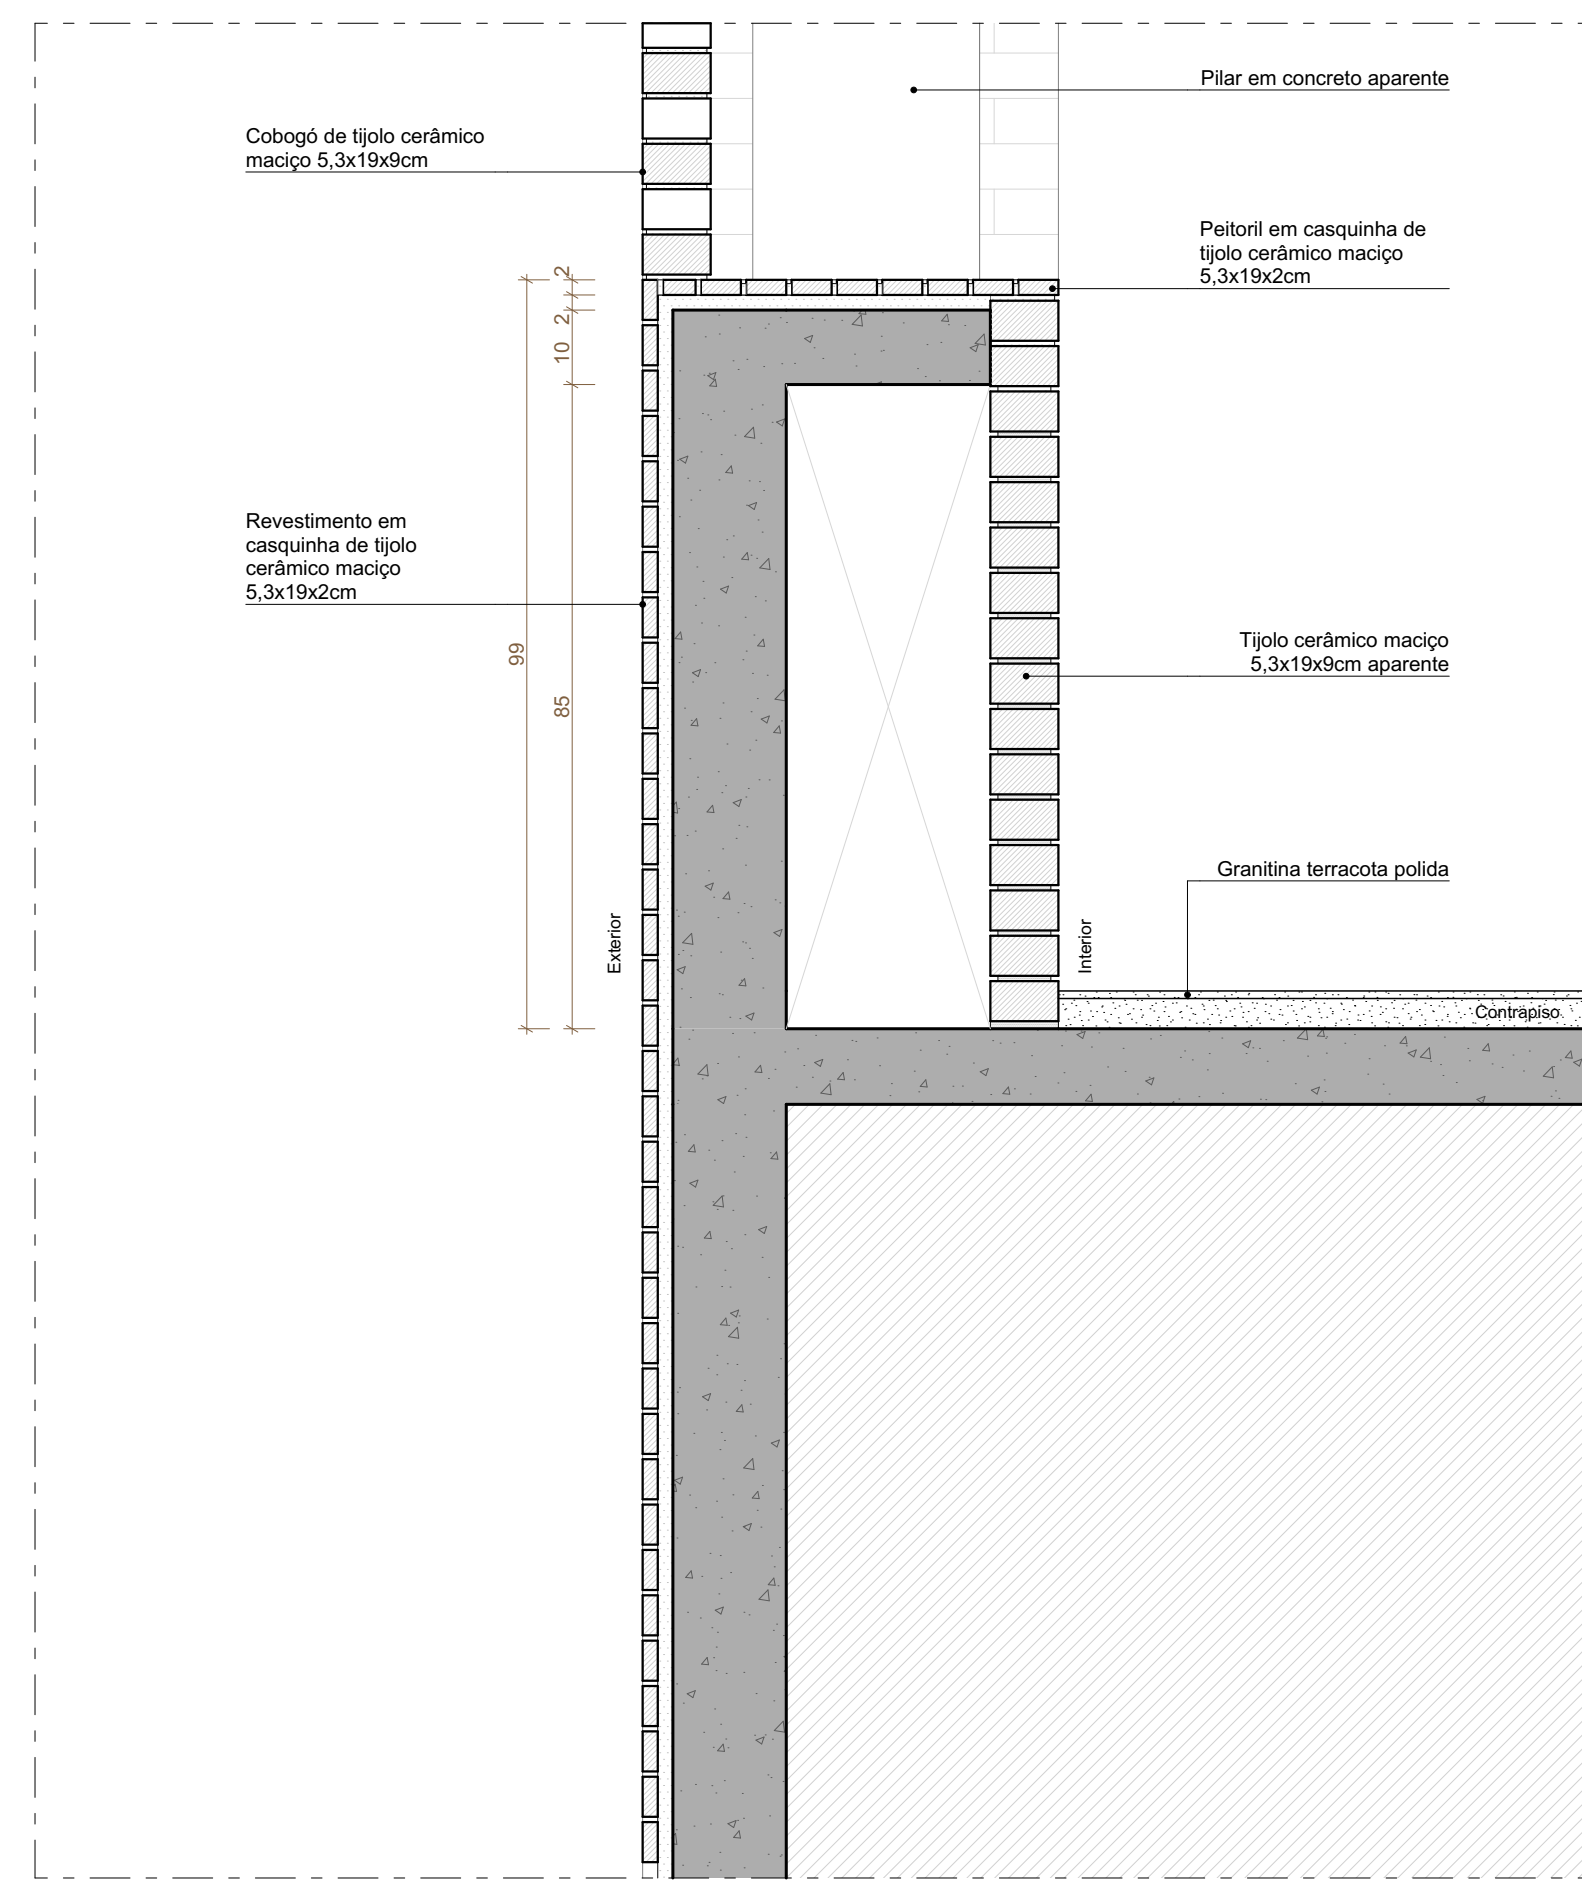 Pilar em concreto aparente
Cobogó de tijolo cerâmico
maciço 5,3x19x9cm
Peitoril em casquinha de
tijolo cerâmico maciço
5,3x19x2cm
2
2
10
Revestimento em
casquinha de tijolo
cerâmico maciço
5,3x19x2cm
99
85
Tijolo cerâmico maciço
5,3x19x9cm aparente
Granitina terracota polida
Exterior
Interior
Contrapiso